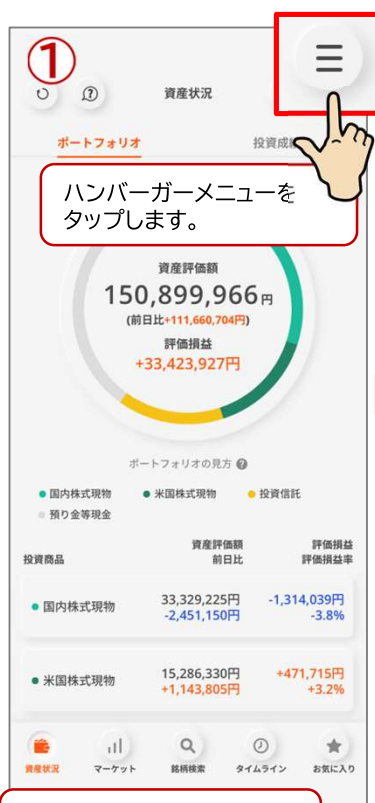 ①
資産状況
ポートフォリオ
投資成
ハンバーガーメニューを
タップします。
資産評価額
150,899,966円
(前日比+111,660,704円)
評価損益
+33,423,927円
ポートフォリオの見方 ?
国内株式現物 米国株式現物 投資信託
預り金等現金
資産評価額 評価損益
投資商品 前日比 評価損益率
国内株式現物 33,329,225円 -1,314,039円
-2,451,150円 -3.8%
米国株式現物 15,286,330円 +471,715円
+1,143,805円 +3.2%
資産状況 マーケット 銘柄検索 タイムライン お気に入り